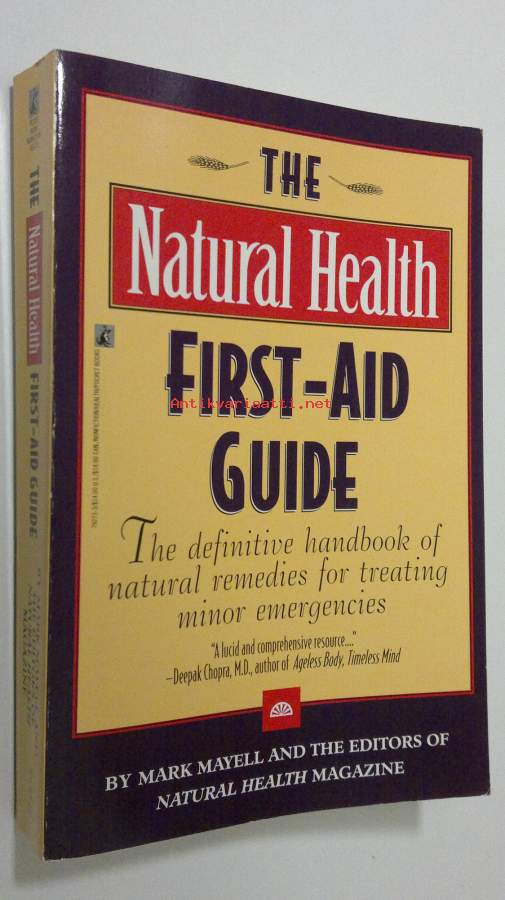 THE
Natural Health
FIRST-AID
GUIDE
The definitive handbook of
natural remedies for treating
minor emergencies
"A lucid and comprehensive resource...."
–Deepak Chopra, M.D., author of Ageless Body, Timeless Mind
BY MARK MAYELL AND THE EDITORS OF
NATURAL HEALTH MAGAZINE
THE Natural Health FIRST-AID GUIDE
Antikvariaatti.net